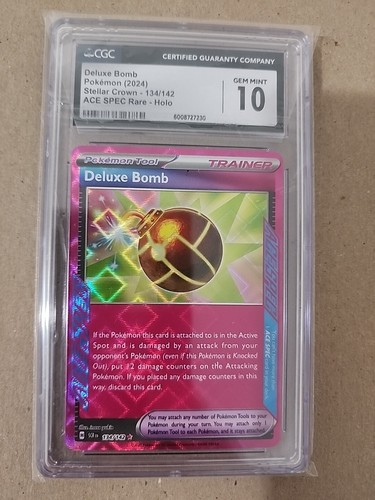 CGC
CERTIFIED GUARANTY COMPANY
Deluxe Bomb
Pokémon (2024)
Stellar Crown - 134/142
ACE SPEC Rare - Holo
GEM MINT
10
6008727230
Pokémon Tool
TRAINER
Deluxe Bomb
If the Pokémon this card is attached to is in the Active
Spot and is damaged by an attack from your
opponent's Pokémon (even if this Pokémon is Knocked
Out), put 12 damage counters on the Attacking
Pokémon. If you placed any damage counters in this
way, discard this card.
ACE SPEC
You may attach any number of Pokémon Tools to your
Pokémon during your turn. You may attach only 1
Pokémon Tool to each Pokémon, and it stays attached.
SCR EN 134/142